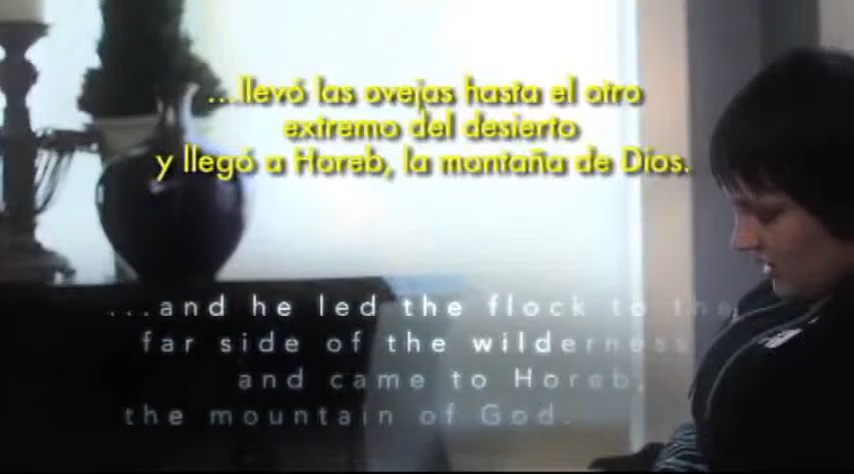 ...llevó las ovejas hasta el otro
extremo del desierto
y llegó a Horeb, la montaña de Dios.
...and he led the flock to the
far side of the wilderness
and came to Horeb,
the mountain of God.